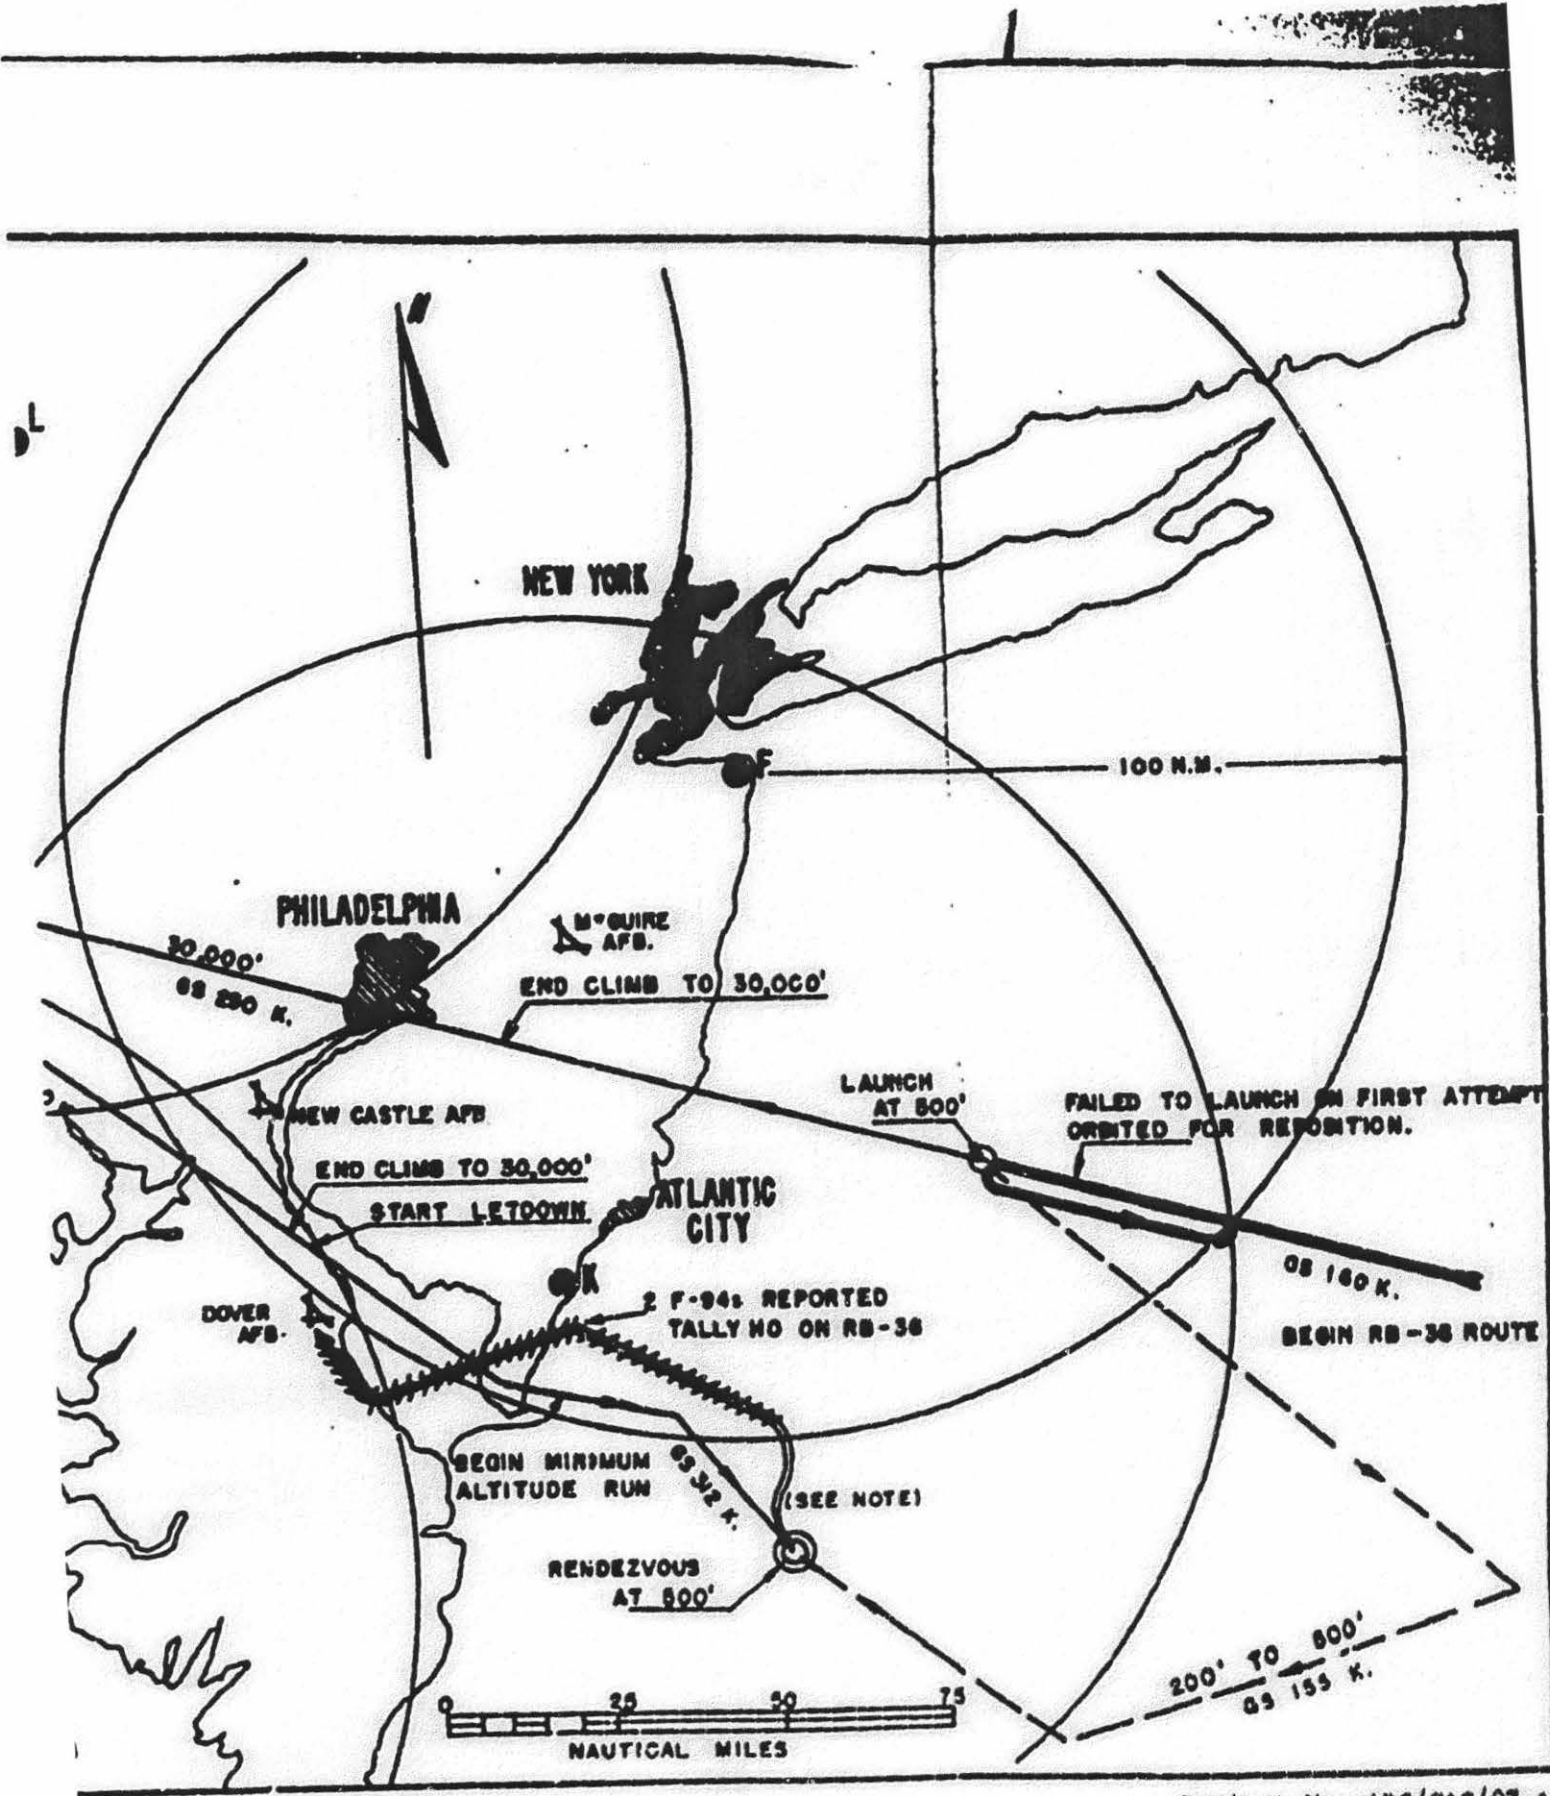 N
DL
NEW YORK
F
100 N.M.
PHILADELPHIA
McGUIRE
AFB.
30,000'
GS 290 K.
END CLIMB TO 30,000'
LAUNCH
AT 500'
FAILED TO LAUNCH ON FIRST ATTEMPT
ORBITED FOR REPOSITION.
NEW CASTLE AFB
END CLIMB TO 30,000'
START LETDOWN
ATLANTIC
CITY
GS 160 K.
K
2 F-94s REPORTED
TALLY HO ON RB-36
DOVER
AFB.
BEGIN RB-36 ROUTE
BEGIN MINIMUM
ALTITUDE RUN
GS 312 K.
(SEE NOTE)
RENDEZVOUS
AT 500'
200' TO 500'
GS 155 K.
0 25 50 75
NAUTICAL MILES